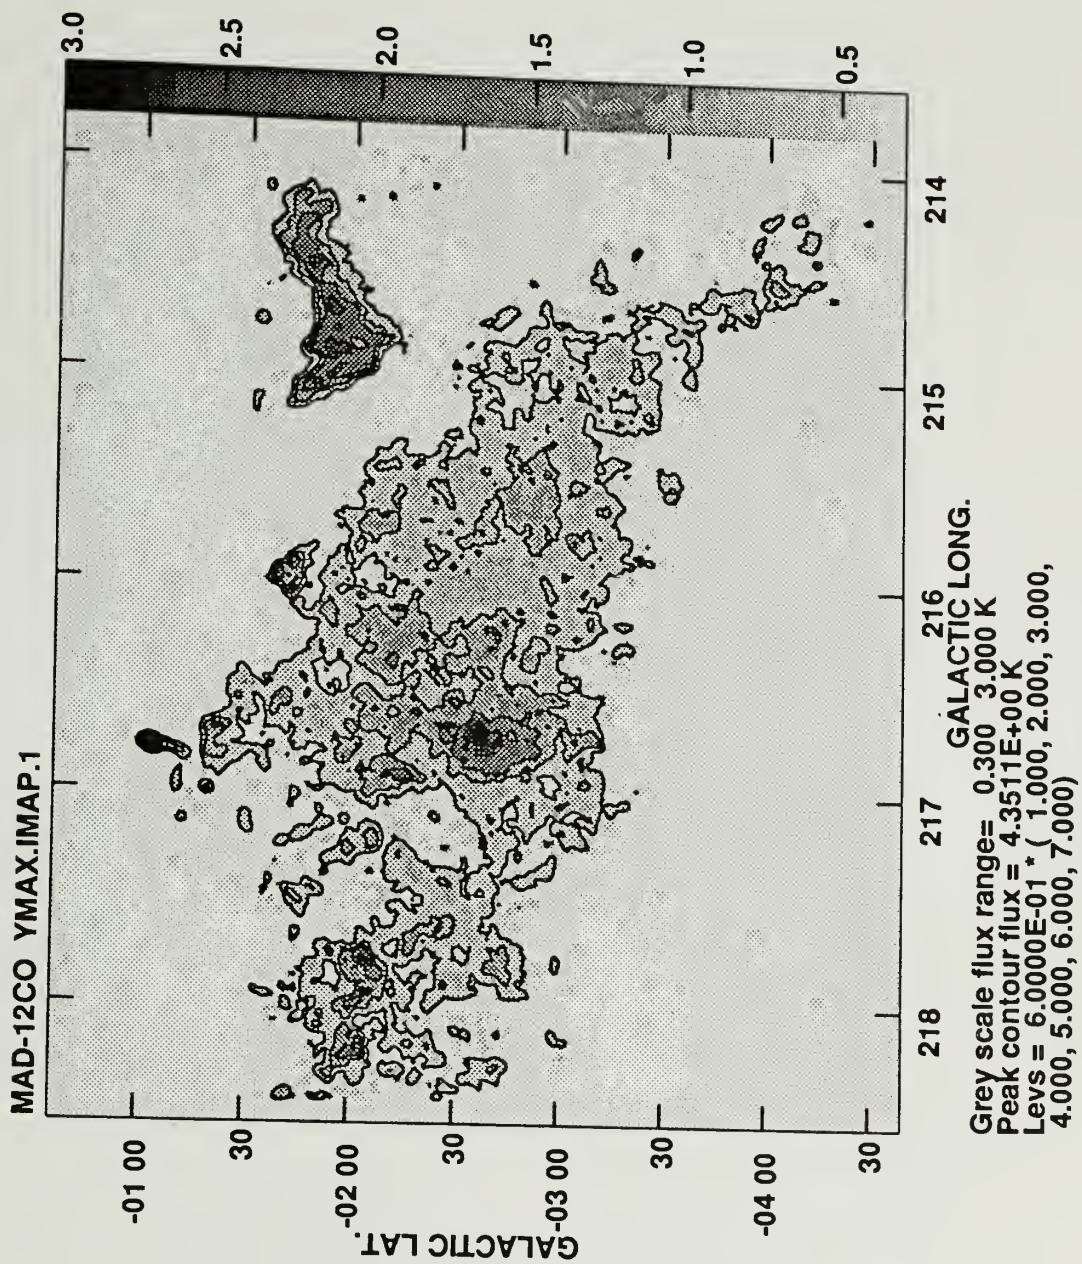 MAD-12CO YMAX.IMAP.1
3.0
2.5
2.0
1.5
1.0
0.5
-01 00
30
-02 00
30
-03 00
30
-04 00
30
GALACTIC LAT.
218
217
216
215
214
GALACTIC LONG.
Grey scale flux range= 0.300 3.000 K
Peak contour flux = 4.3511E+00 K
Levs = 6.0000E-01 * ( 1.000, 2.000, 3.000,
4.000, 5.000, 6.000, 7.000)